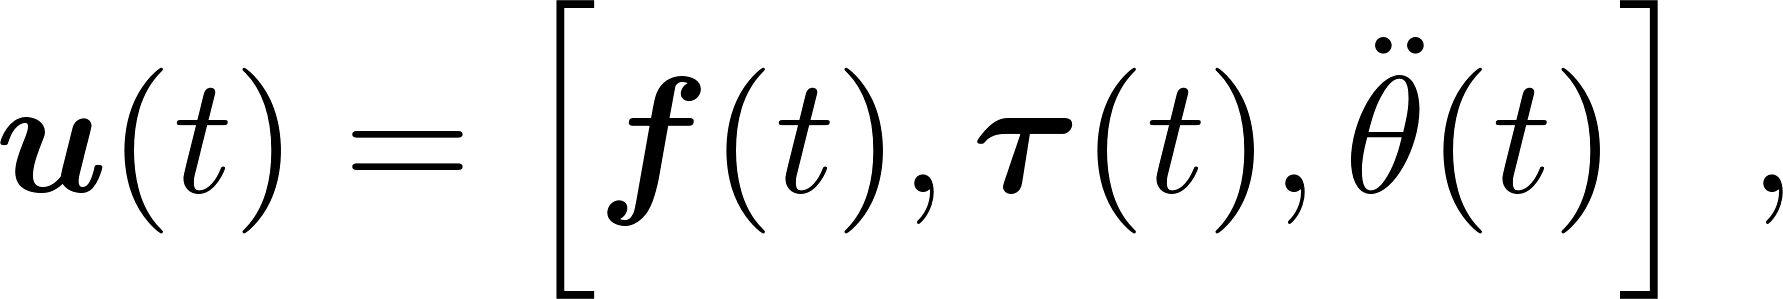 𝒖(t) = [𝒇(t), 𝝉(t), θ̈(t)] ,